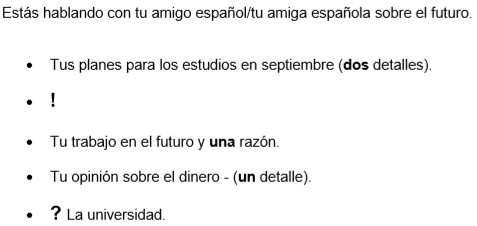 Estás hablando con tu amigo español/tu amiga española sobre el futuro.
• Tus planes para los estudios en septiembre (dos detalles).
• !
• Tu trabajo en el futuro y una razón.
• Tu opinión sobre el dinero - (un detalle).
• ? La universidad.